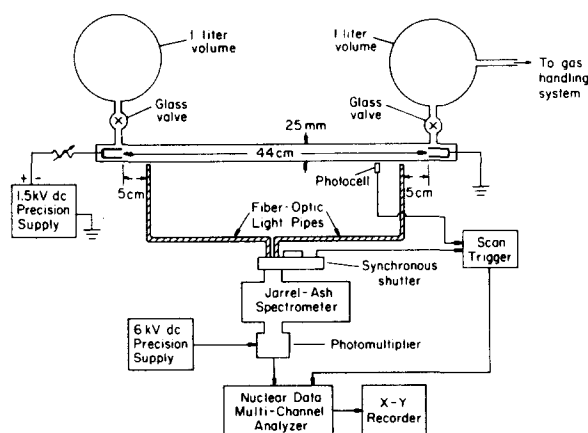 1 liter
volume
1 liter
volume
To gas
handling
system
Glass
valve
Glass
valve
25mm
44cm
Photocell
+ -
5cm
5cm
1.5kV dc
Precision
Supply
Fiber-Optic
Light Pipes
Scan
Trigger
Synchronous
shutter
Jarrel-Ash
Spectrometer
6kV dc
Precision
Supply
Photomultiplier
Nuclear Data
Multi-Channel
Analyzer
X-Y
Recorder